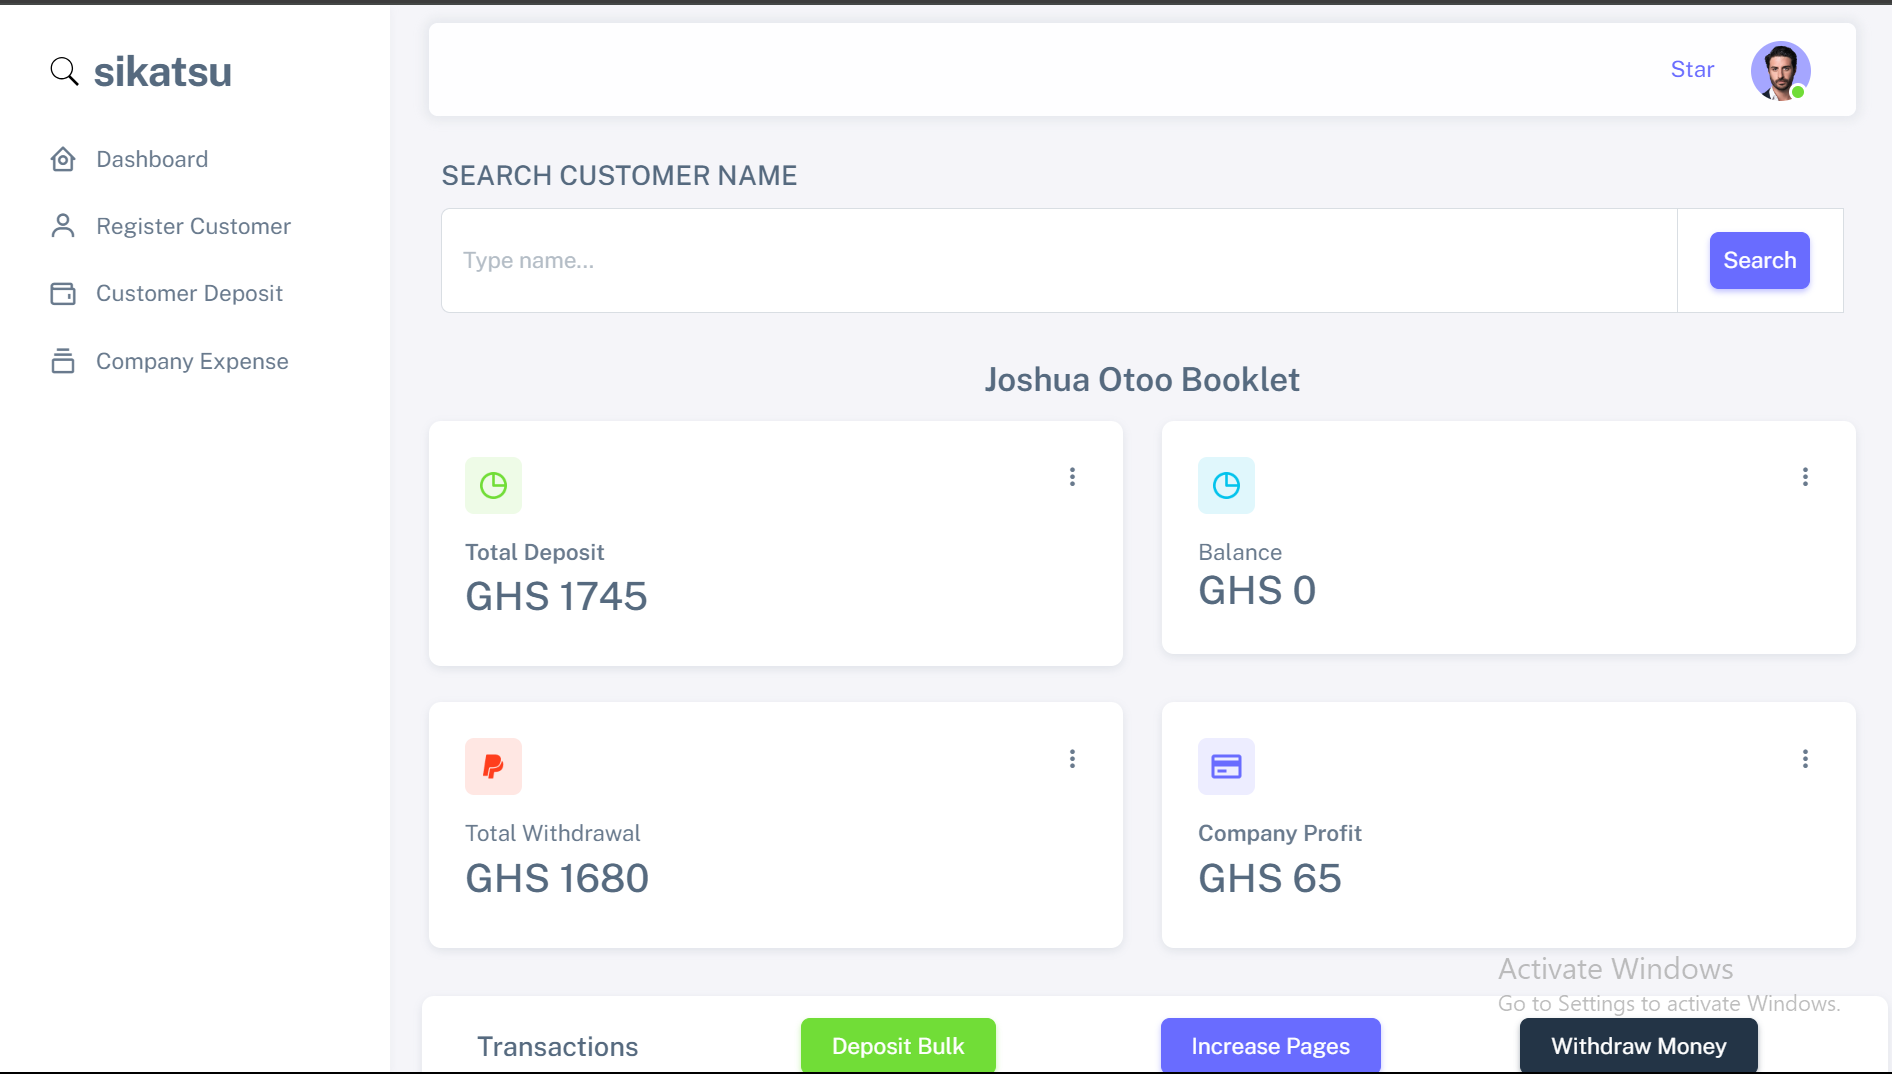 sikatsu
Dashboard
Register Customer
Customer Deposit
Company Expense
Star
SEARCH CUSTOMER NAME
Type name...
Search
Joshua Otoo Booklet
Total Deposit
GHS 1745
Balance
GHS 0
Total Withdrawal
GHS 1680
Company Profit
GHS 65
Activate Windows
Go to Settings to activate Windows.
Transactions
Deposit Bulk
Increase Pages
Withdraw Money